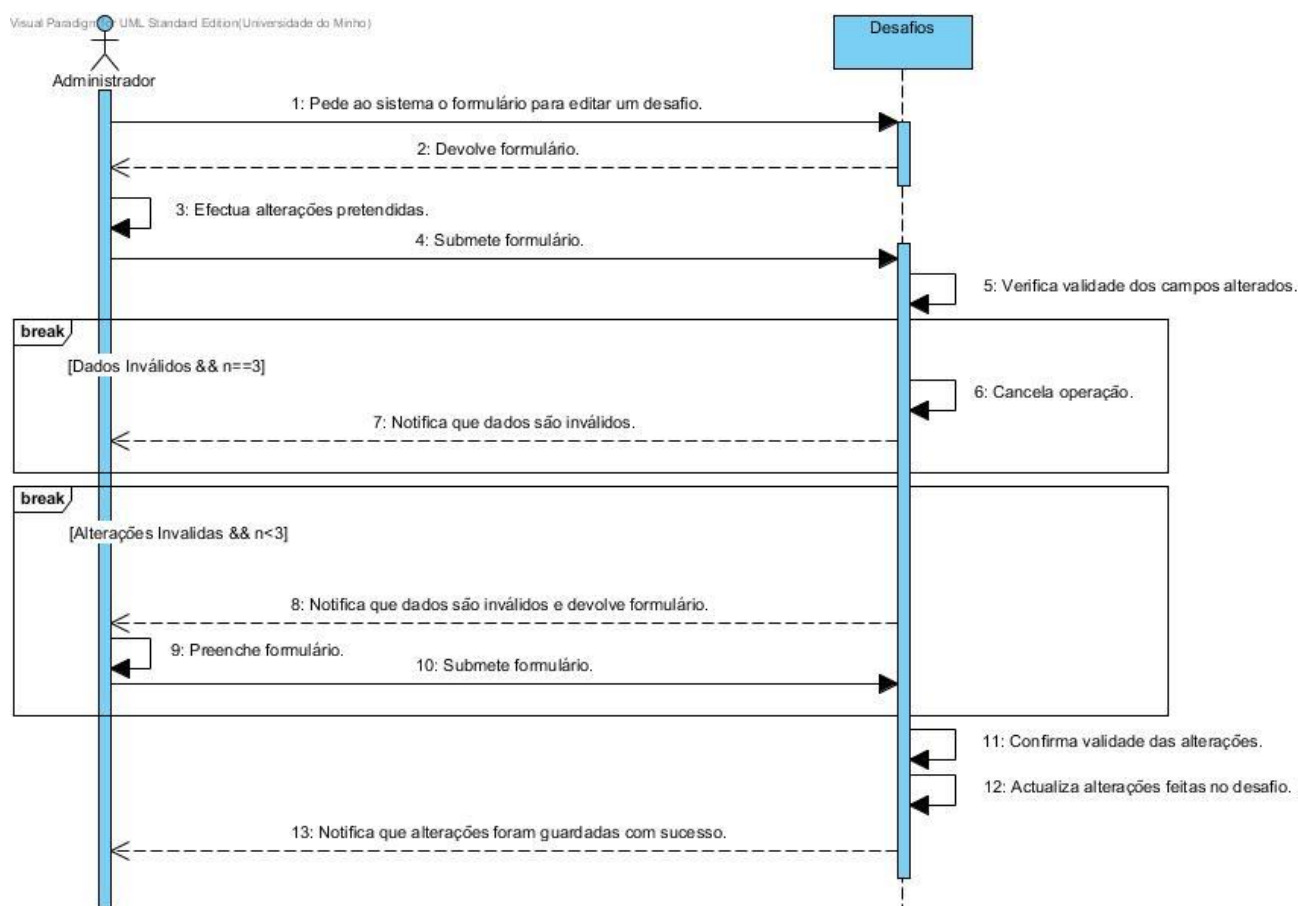 Visual Paradigm for UML Standard Edition(Universidade do Minho)
Desafios
Administrador
1: Pede ao sistema o formulário para editar um desafio.
2: Devolve formulário.
3: Efectua alterações pretendidas.
4: Submete formulário.
5: Verifica validade dos campos alterados.
break
[Dados Inválidos && n==3]
6: Cancela operação.
7: Notifica que dados são inválidos.
break
[Alterações Invalidas && n<3]
8: Notifica que dados são inválidos e devolve formulário.
9: Preenche formulário.
10: Submete formulário.
11: Confirma validade das alterações.
12: Actualiza alterações feitas no desafio.
13: Notifica que alterações foram guardadas com sucesso.